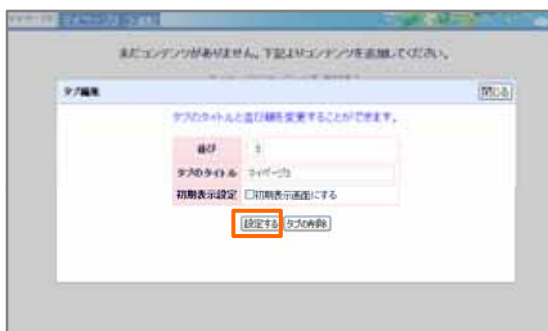 まだコンテンツがありません。下記よりコンテンツを追加してください。
タブ編集
閉じる
タブのタイトルと並び順を変更することができます。
並び
タブのタイトル マイページ3
初期表示設定 □初期表示画面にする
設定する タブの削除